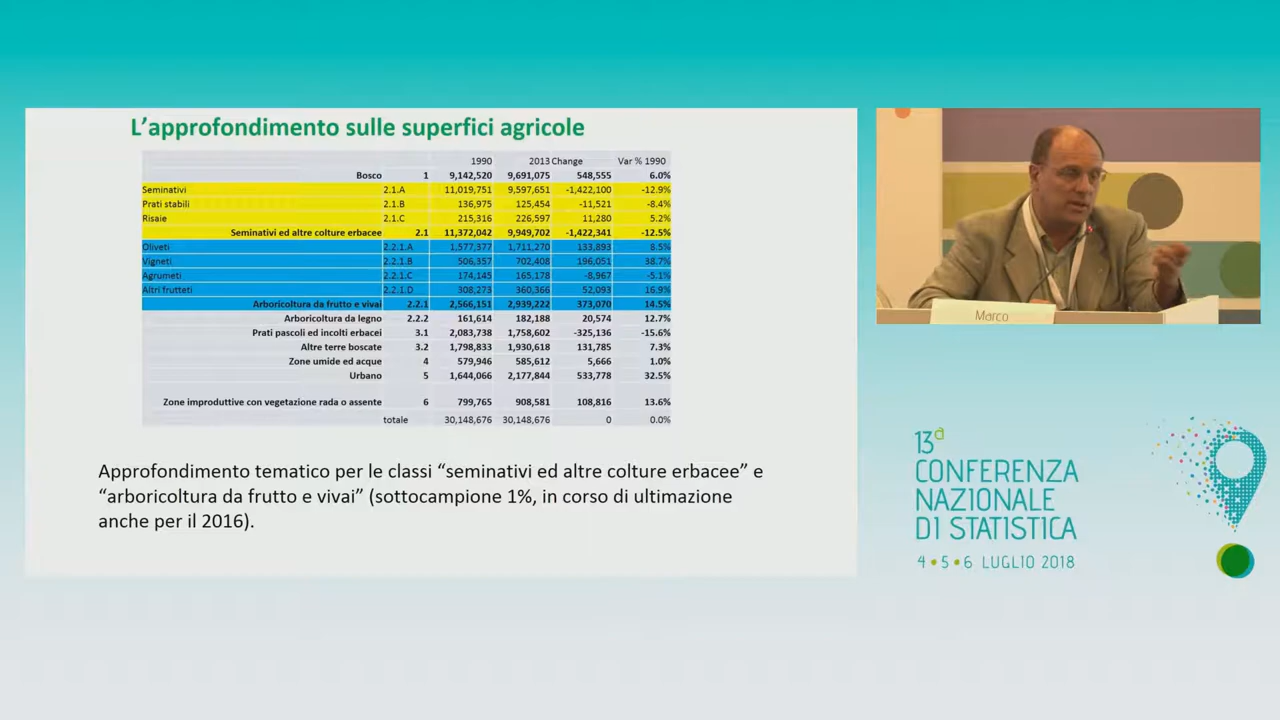 L’approfondimento sulle superfici agricole
1990 2013 Change Var % 1990
Bosco 1 9,142,520 9,691,075 548,555 6.0%
Seminativi 2.1.A 11,019,751 9,597,651 -1,422,100 -12.9%
Prati stabili 2.1.B 136,975 125,454 -11,521 -8.4%
Risaie 2.1.C 215,316 226,597 11,280 5.2%
Seminativi ed altre colture erbacee 2.1 11,372,042 9,949,702 -1,422,341 -12.5%
Oliveti 2.2.1.A 1,577,377 1,711,270 133,893 8.5%
Vigneti 2.2.1.B 506,357 702,408 196,051 38.7%
Agrumeti 2.2.1.C 174,145 165,178 -8,967 -5.1%
Altri frutteti 2.2.1.D 308,273 360,366 52,093 16.9%
Arboricoltura da frutto e vivai 2.2.1 2,566,151 2,939,222 373,070 14.5%
Arboricoltura da legno 2.2.2 161,614 182,188 20,574 12.7%
Prati pascoli ed incolti erbacei 3.1 2,083,738 1,758,602 -325,136 -15.6%
Altre terre boscate 3.2 1,798,833 1,930,618 131,785 7.3%
Zone umide ed acque 4 579,946 585,612 5,666 1.0%
Urbano 5 1,644,066 2,177,844 533,778 32.5%
Zone improduttive con vegetazione rada o assente 6 799,765 908,581 108,816 13.6%
totale 30,148,676 30,148,676 0 0.0%
Approfondimento tematico per le classi “seminativi ed altre colture erbacee” e
“arboricoltura da frutto e vivai” (sottocampione 1%, in corso di ultimazione
anche per il 2016).
Marco
13ª
CONFERENZA
NAZIONALE
DI STATISTICA
4 • 5 • 6 LUGLIO 2018